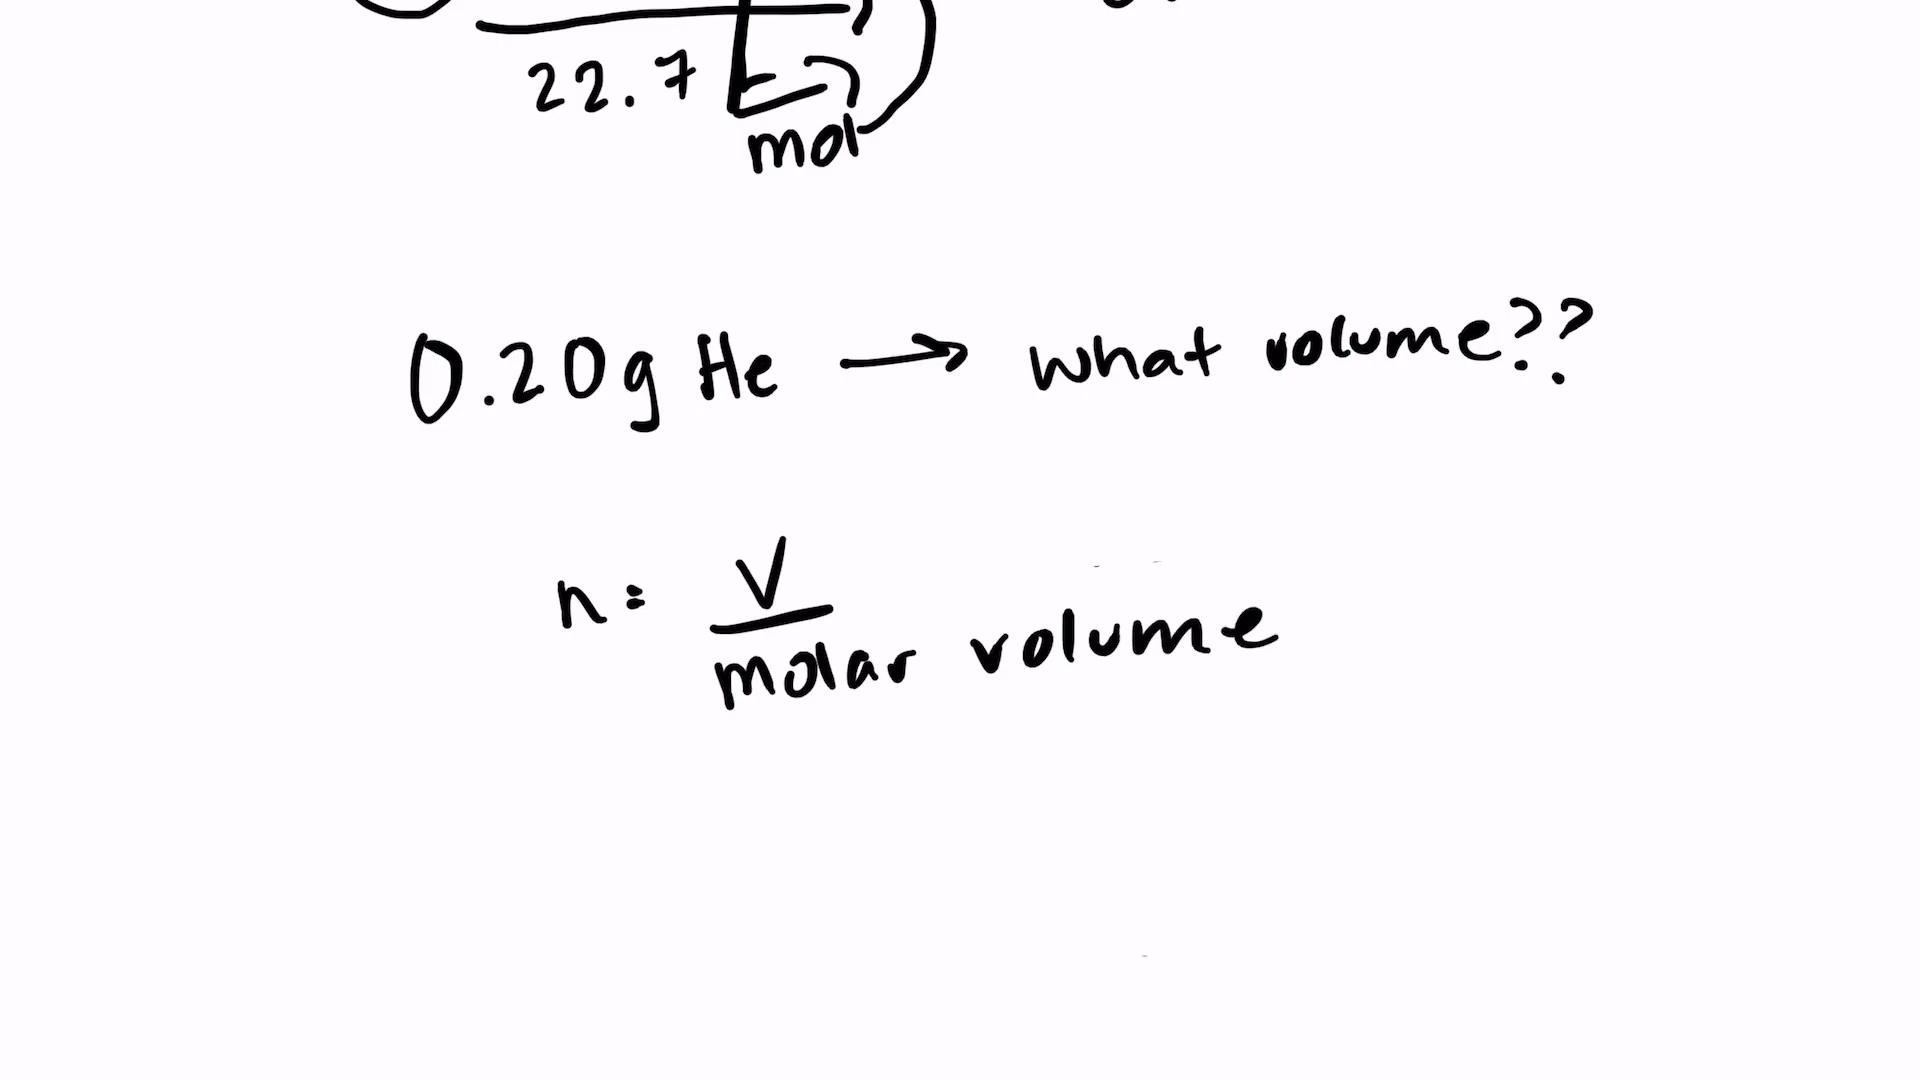 22.7 L
mol
0.20g He → what volume??
n = V
molar volume